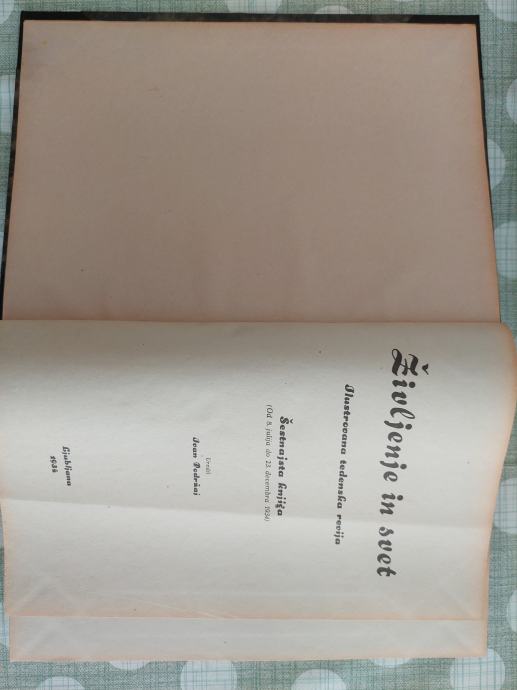 Življenje in svet
Ilustrovana tedenska revija
Šestnajsta knjiga
(Od 8. julija do 23. decembra 1934)
Uredil
Ivan Podržaj
Ljubljana
1934